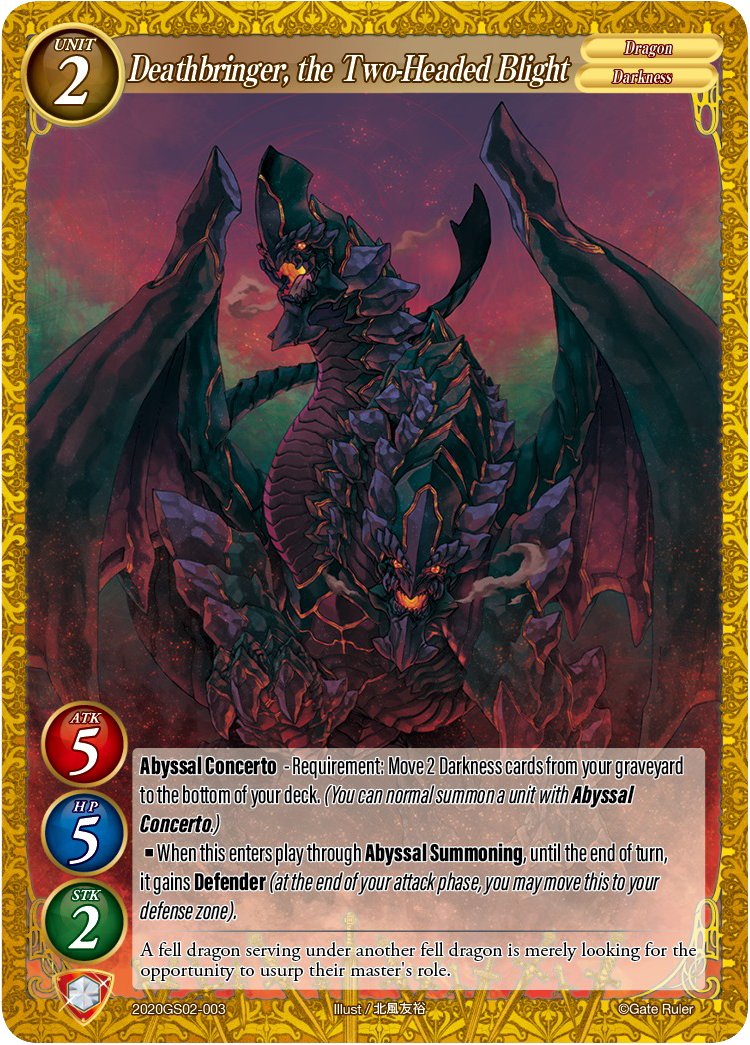 UNIT
2
Deathbringer, the Two-Headed Blight
Dragon
Darkness
ATK
5
HP
5
STK
2
Abyssal Concerto - Requirement: Move 2 Darkness cards from your graveyard
to the bottom of your deck. (You can normal summon a unit with Abyssal
Concerto.)
▪ When this enters play through Abyssal Summoning, until the end of turn,
it gains Defender (at the end of your attack phase, you may move this to your
defense zone).
A fell dragon serving under another fell dragon is merely looking for the
opportunity to usurp their master's role.
2020GS02-003
Illust / 北風友裕
©Gate Ruler